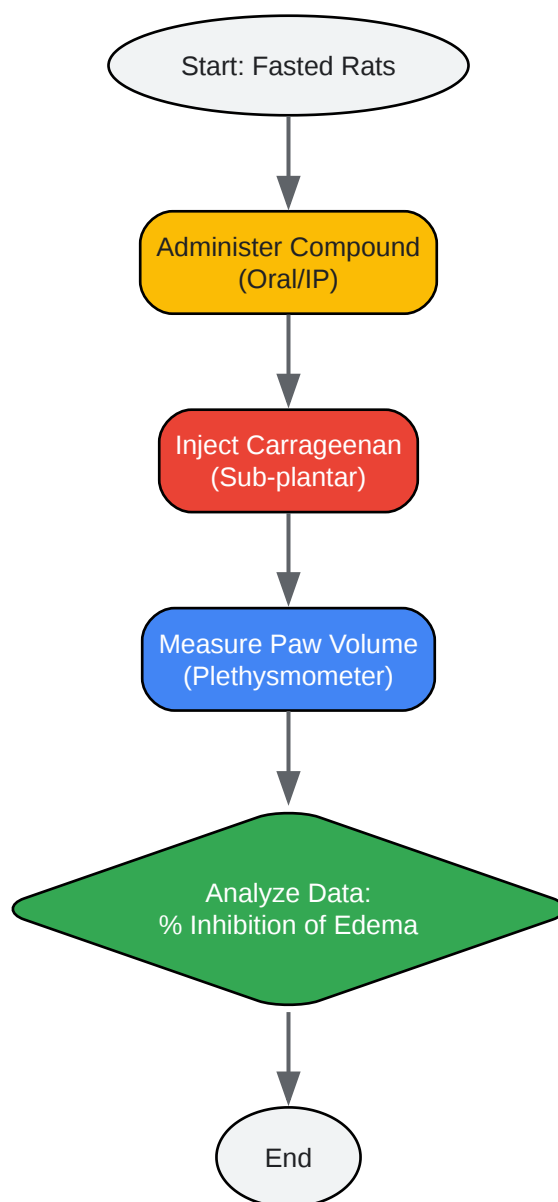 Start: Fasted Rats
Administer Compound
(Oral/IP)
Inject Carrageenan
(Sub-plantar)
Measure Paw Volume
(Plethysmometer)
Analyze Data:
% Inhibition of Edema
End